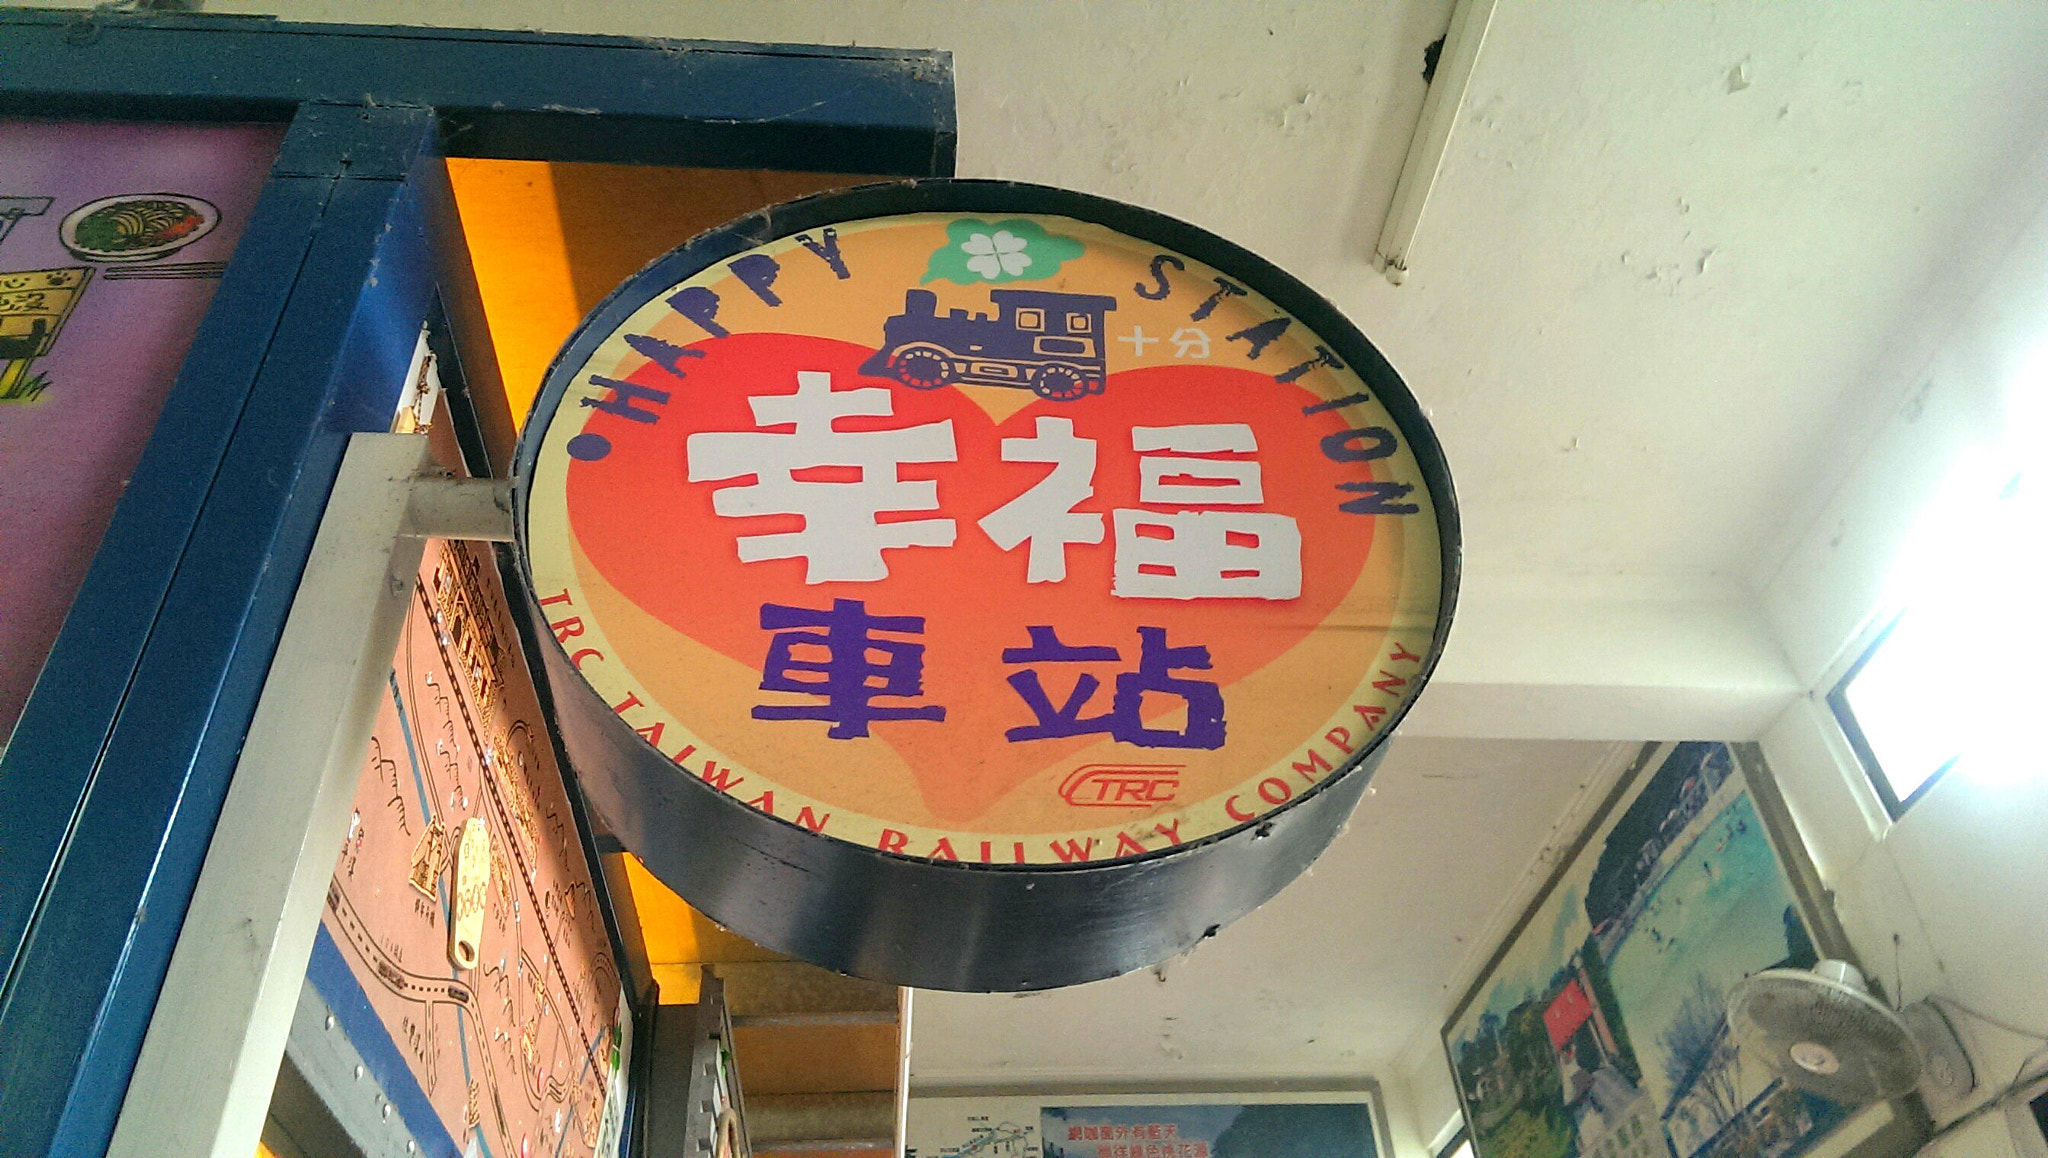 HAPPY STATION
十分
幸福
車站
TRC
TRC TAIWAN RAILWAY COMPANY